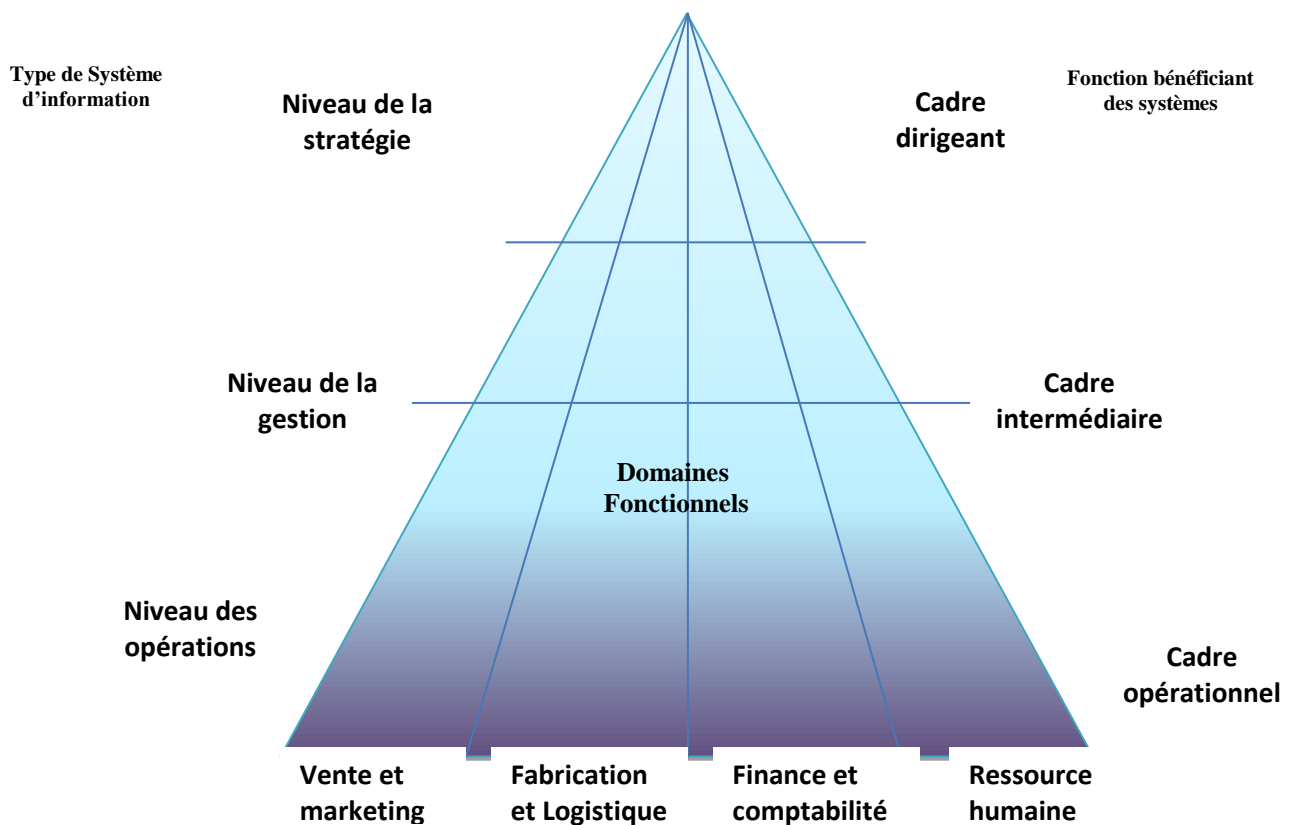 Type de Système
d’information
Niveau de la
stratégie
Cadre
dirigeant
Fonction bénéficiant
des systèmes
Niveau de la
gestion
Cadre
intermédiaire
Domaines
Fonctionnels
Niveau des
opérations
Cadre
opérationnel
Vente et
marketing
Fabrication
et Logistique
Finance et
comptabilité
Ressource
humaine